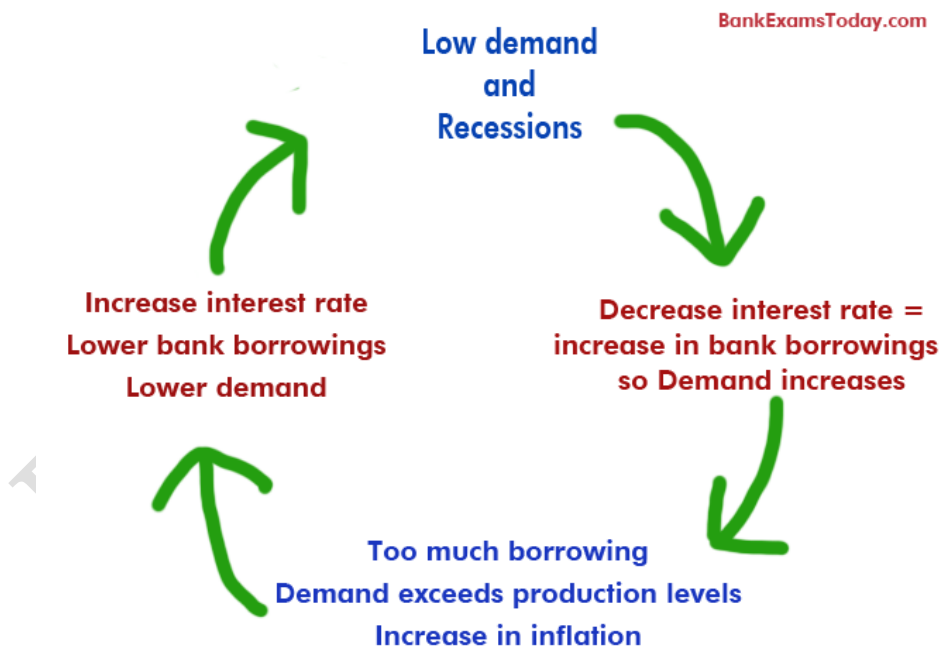 BankExamsToday.com
Low demand
and
Recessions
Increase interest rate
Lower bank borrowings
Lower demand
Decrease interest rate =
increase in bank borrowings
so Demand increases
Too much borrowing
Demand exceeds production levels
Increase in inflation